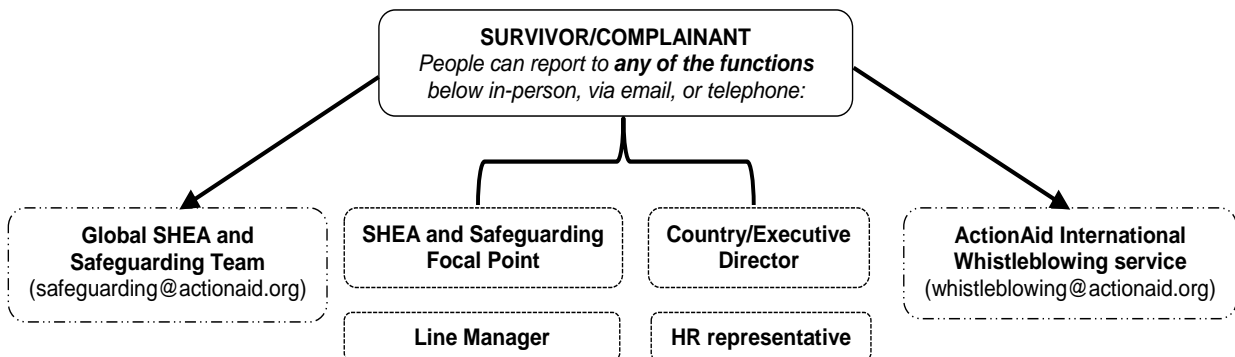 SURVIVOR/COMPLAINANT
People can report to any of the functions
below in-person, via email, or telephone:
Global SHEA and
Safeguarding Team
(safeguarding@actionaid.org)
SHEA and Safeguarding
Focal Point
Country/Executive
Director
ActionAid International
Whistleblowing service
(whistleblowing@actionaid.org)
Line Manager
HR representative